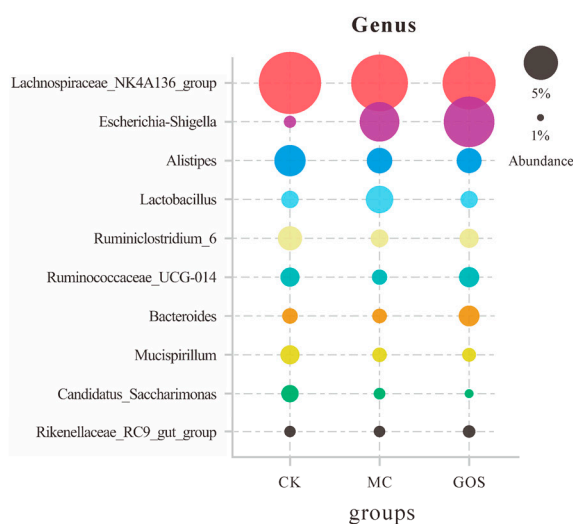 Genus
Lachnospiraceae_NK4A136_group
Escherichia-Shigella
Alistipes
Lactobacillus
Ruminiclostridium_6
Ruminococcaceae_UCG-014
Bacteroides
Mucispirillum
Candidatus_Saccharimonas
Rikenellaceae_RC9_gut_group
5%
1%
Abundance
CK MC GOS
groups